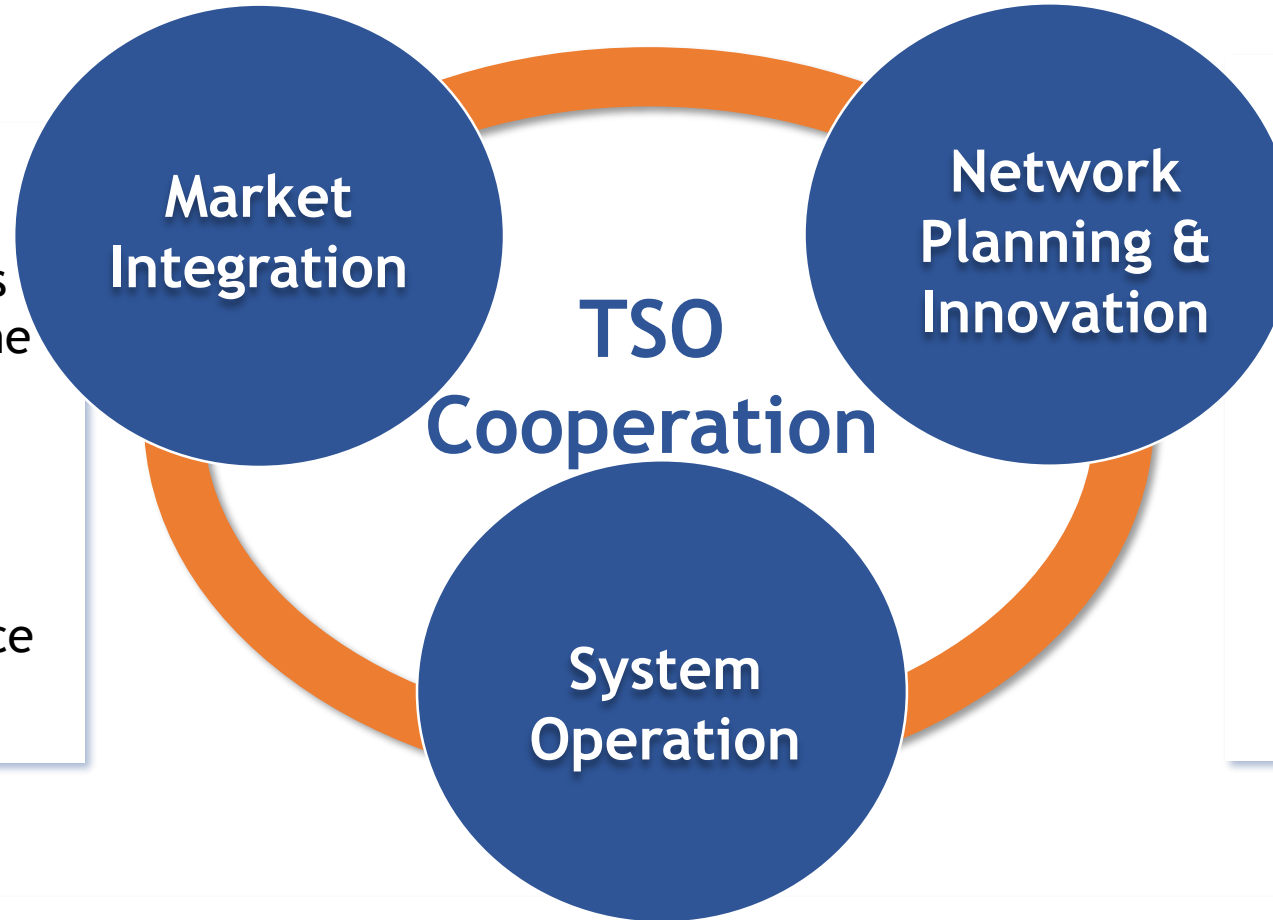 Market
Integration
Network
Planning &
Innovation
TSO
Cooperation
System
Operation